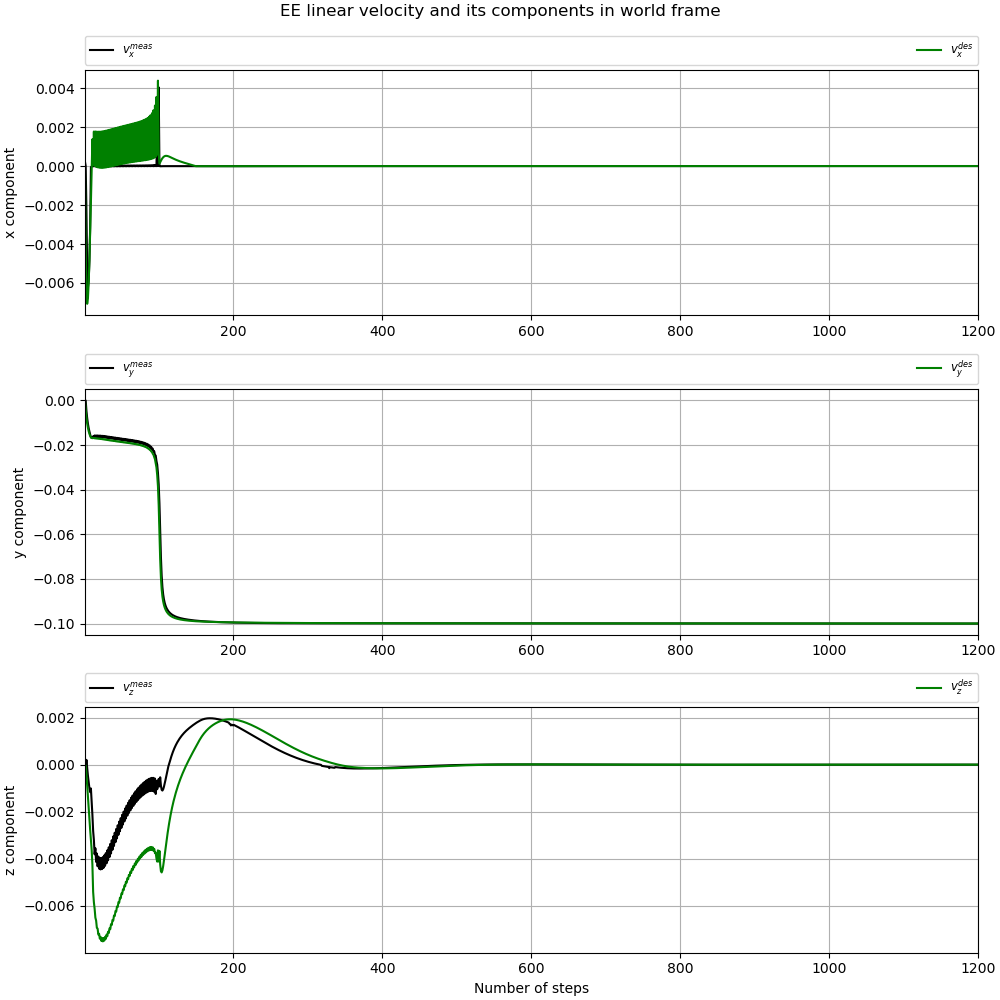 EE linear velocity and its components in world frame
v_x^meas v_x^des
0.004
0.002
0.000
−0.002
−0.004
−0.006
x component
200 400 600 800 1000 1200
v_y^meas v_y^des
0.00
−0.02
−0.04
−0.06
−0.08
−0.10
y component
200 400 600 800 1000 1200
v_z^meas v_z^des
0.002
0.000
−0.002
−0.004
−0.006
z component
200 400 600 800 1000 1200
Number of steps